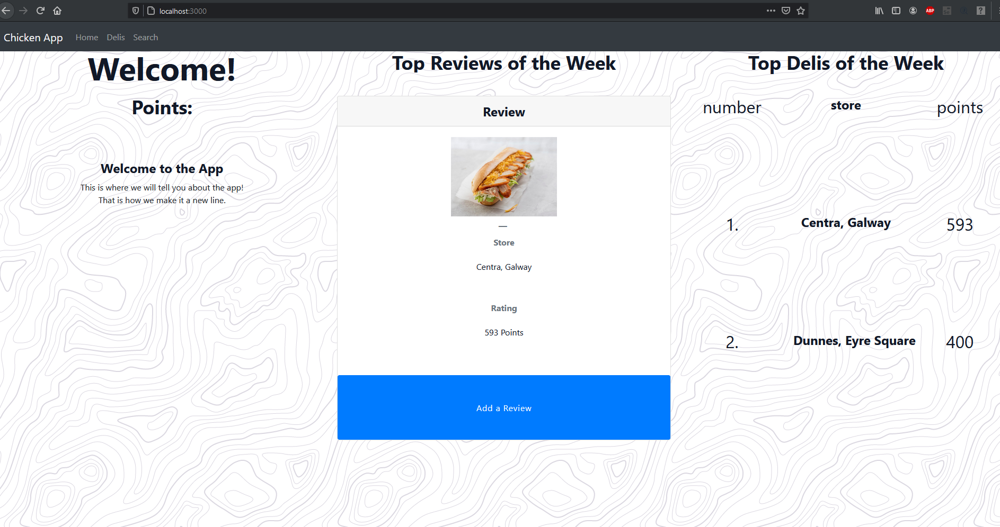 localhost:3000
ABP
Chicken App Home Delis Search
Welcome!
Points:
Welcome to the App
This is where we will tell you about the app!
That is how we make it a new line.
Top Reviews of the Week
Review
—
Store
Centra, Galway
Rating
593 Points
Add a Review
Top Delis of the Week
number store points
1. Centra, Galway 593
2. Dunnes, Eyre Square 400